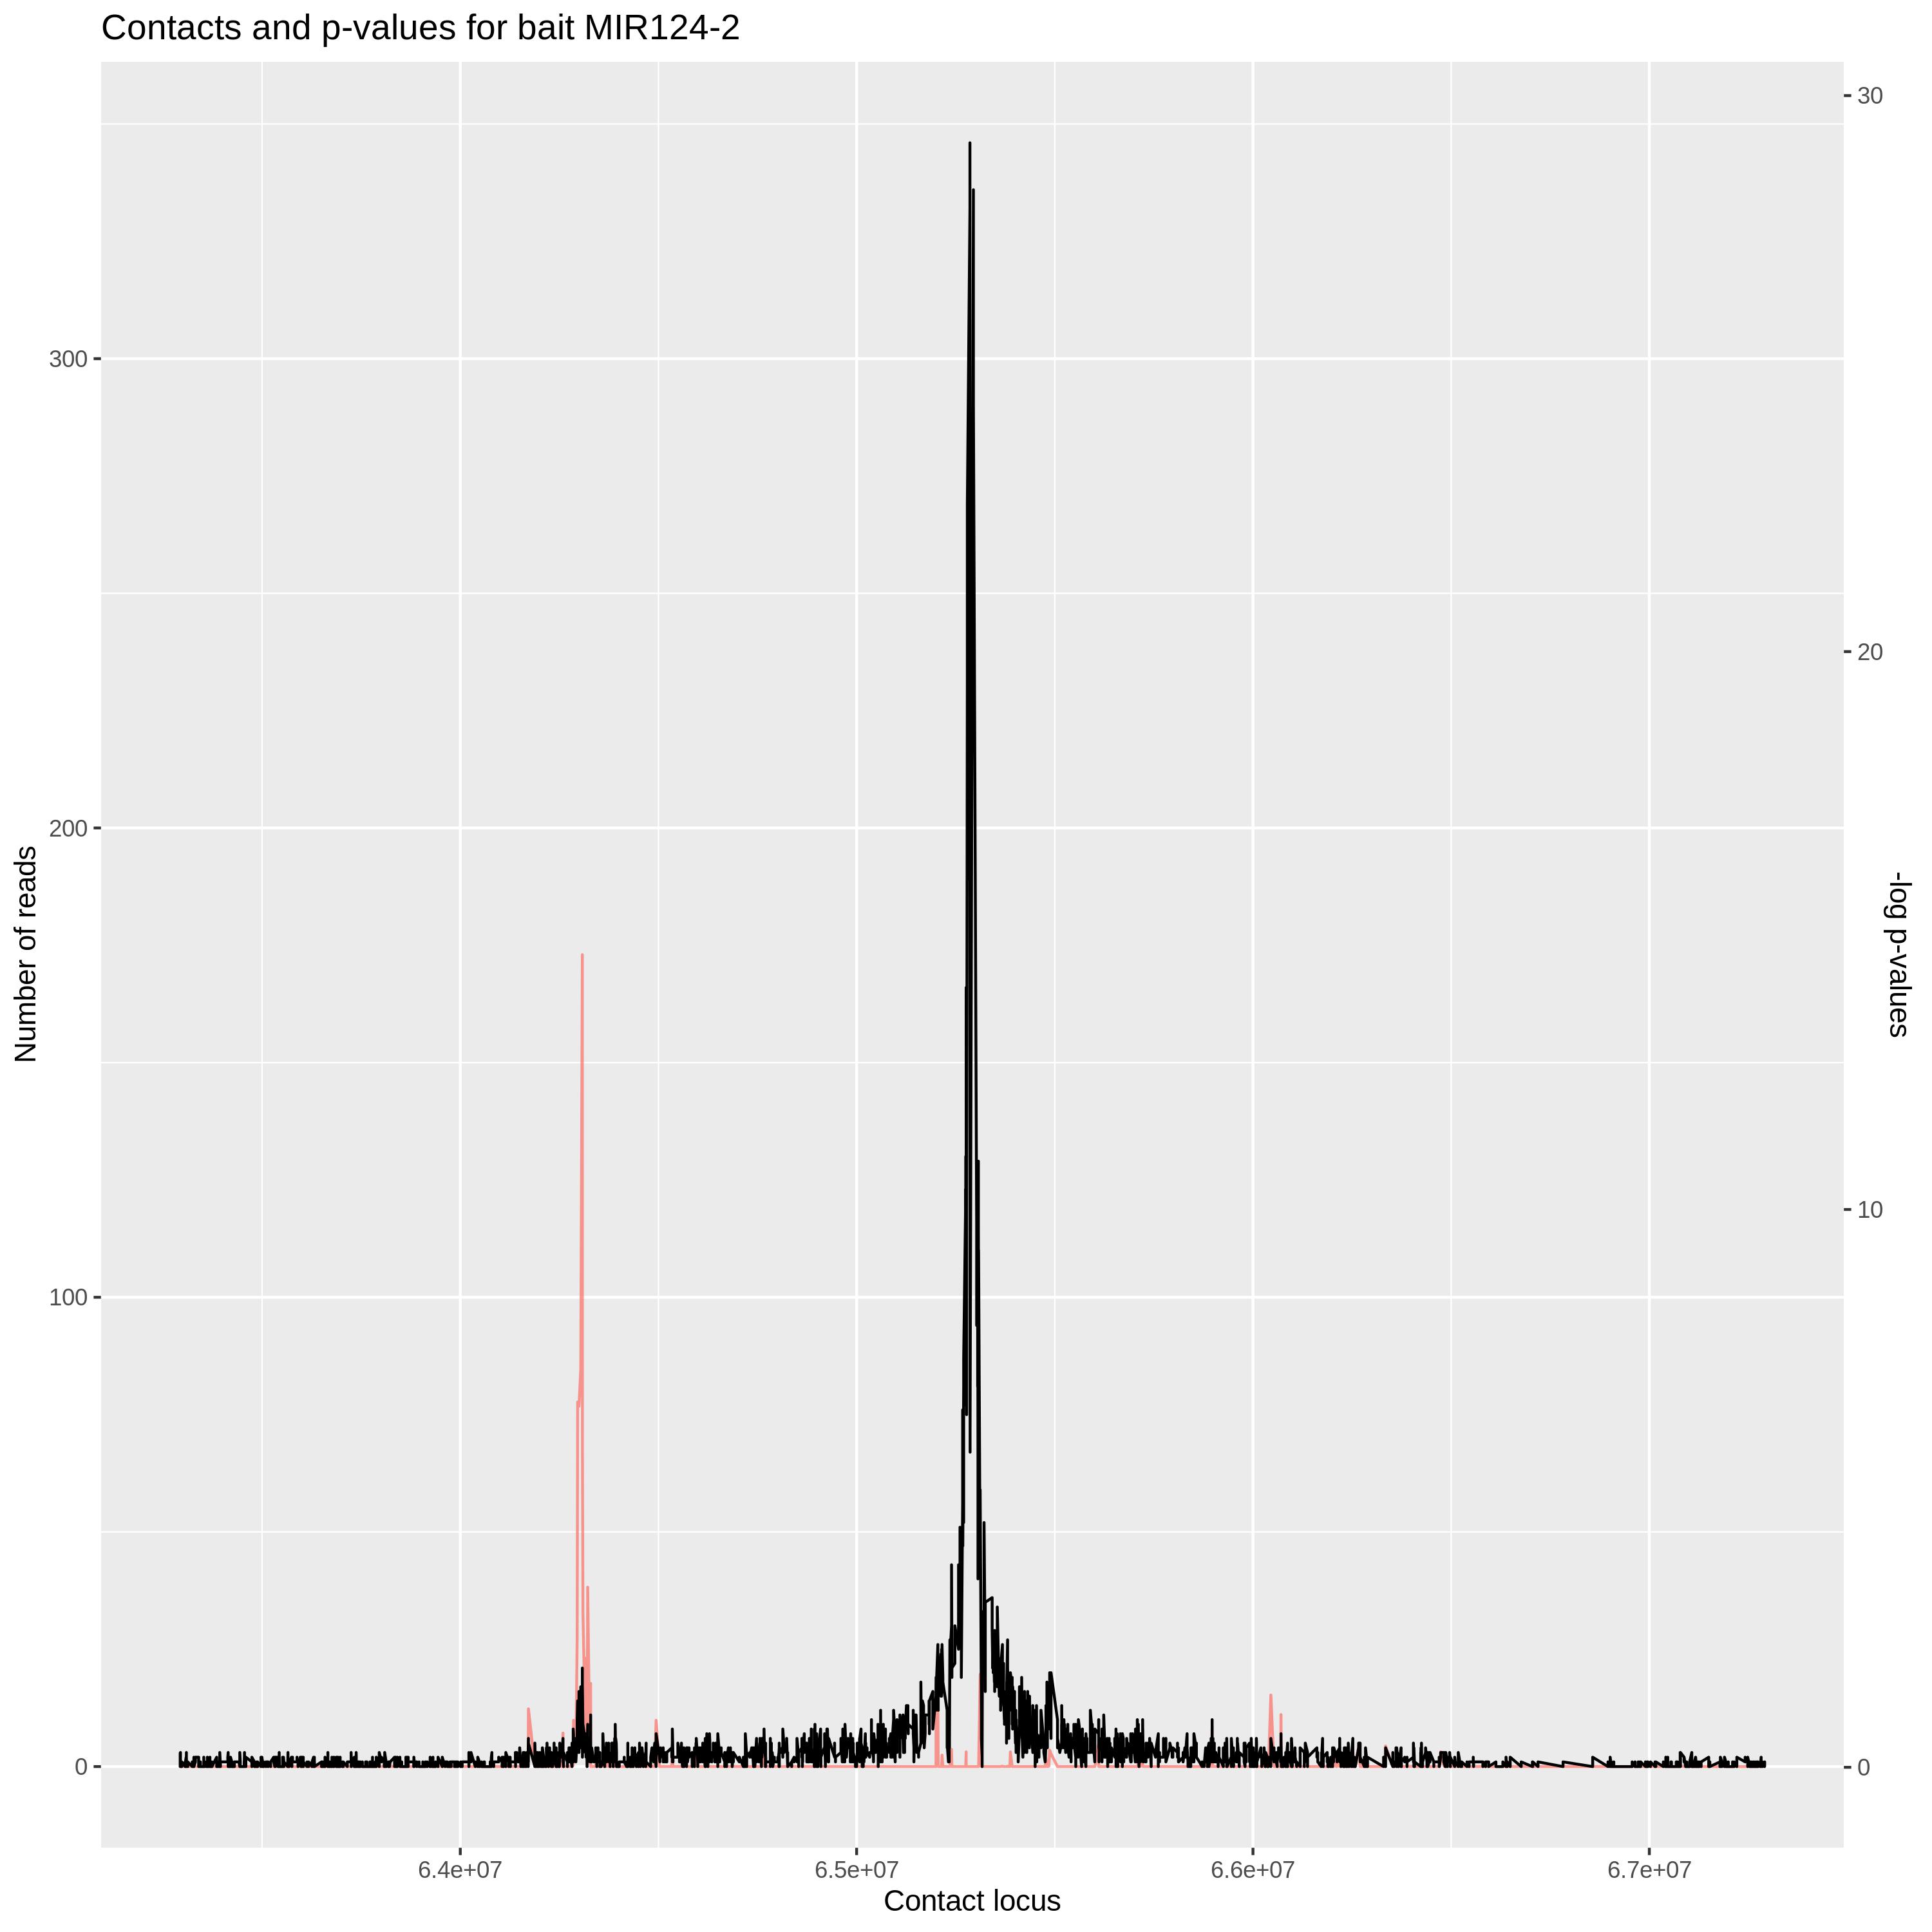 Contacts and p-values for bait MIR124-2
30
300
20
200
Number of reads
-log p-values
10
100
0
0
6.4e+07
6.5e+07
6.6e+07
6.7e+07
Contact locus